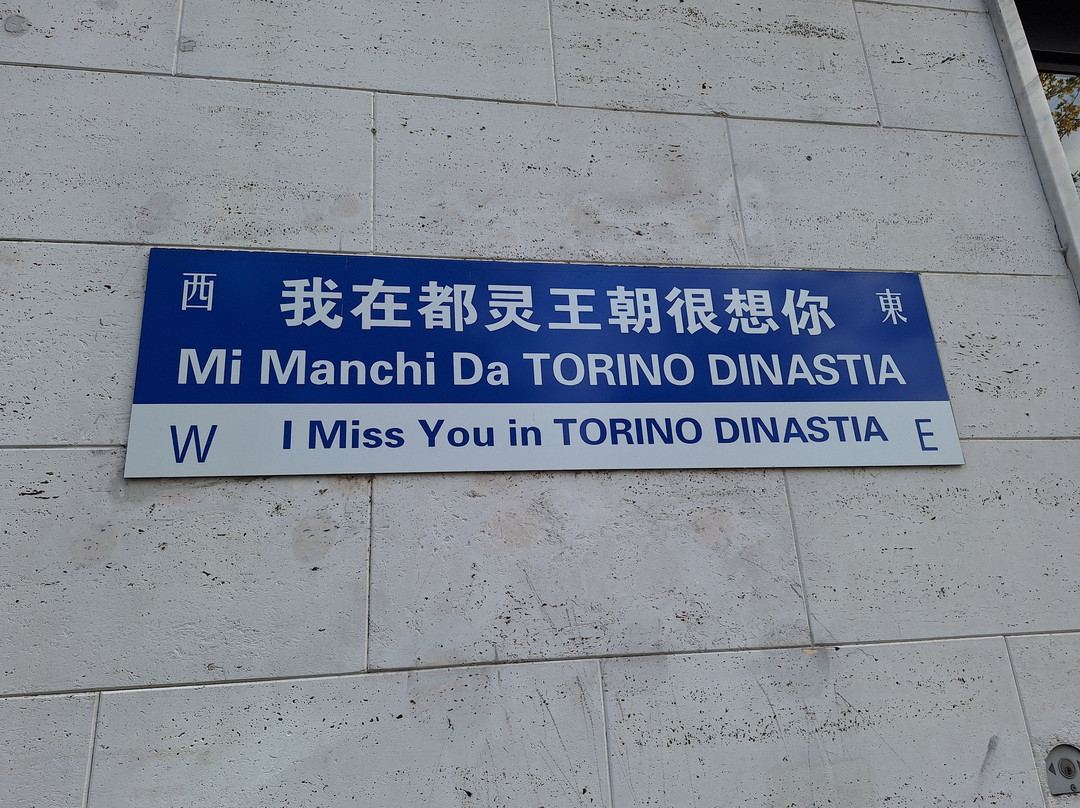 西 我在都灵王朝很想你 東
Mi Manchi Da TORINO DINASTIA
W I Miss You in TORINO DINASTIA E